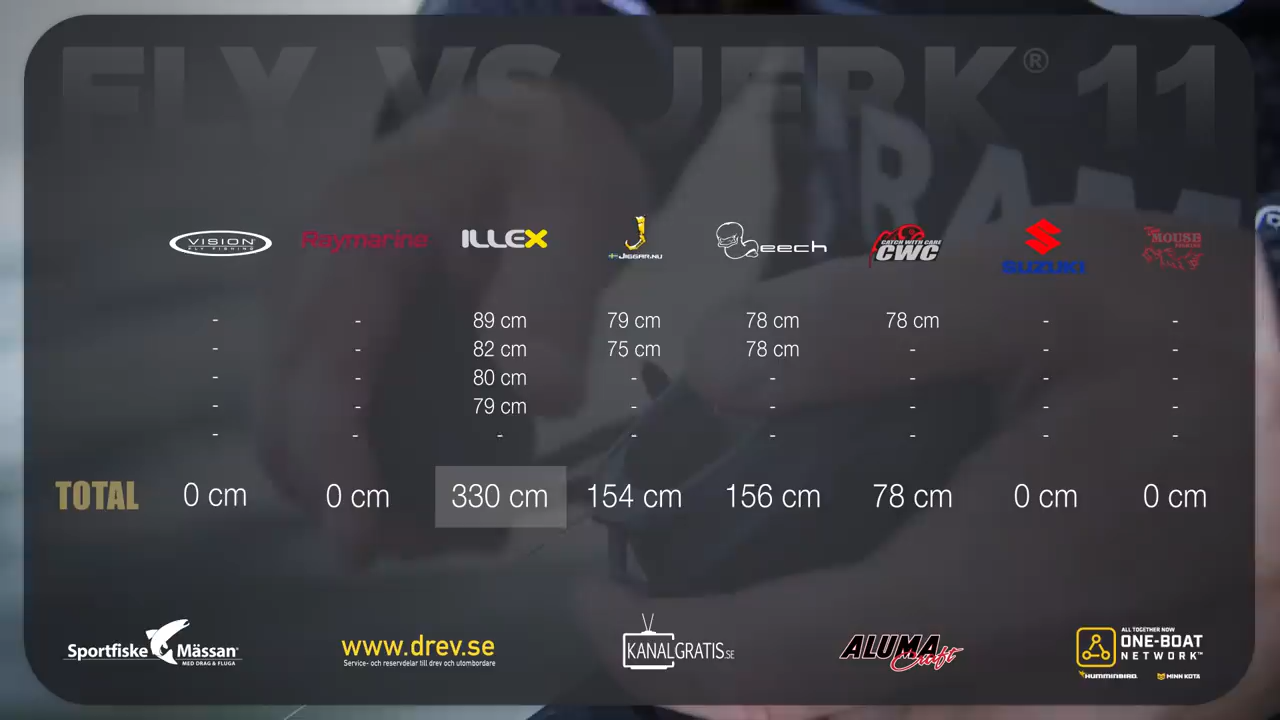 FLY VS JERK® 11
VISION
FLY FISHING
Raymarine
ILLEX
JIGGAR.NU
Beech
CATCH WITH CARE
CWC
SUZUKI
MOUSE
- - 89 cm 79 cm 78 cm 78 cm - -
- - 82 cm 75 cm 78 cm - - -
- - 80 cm - - - - -
- - 79 cm - - - - -
- - - - - - - -
TOTAL 0 cm 0 cm 330 cm 154 cm 156 cm 78 cm 0 cm 0 cm
Sportfiske Mässan
MED DRAG & FLUGA
www.drev.se
Service- och reservdelar till drev och utombordare
KANALGRATIS.SE
ALUMA
Craft
ALL TOGETHER NOW
ONE-BOAT
NETWORK™
HUMMINBIRD
MINN KOTA